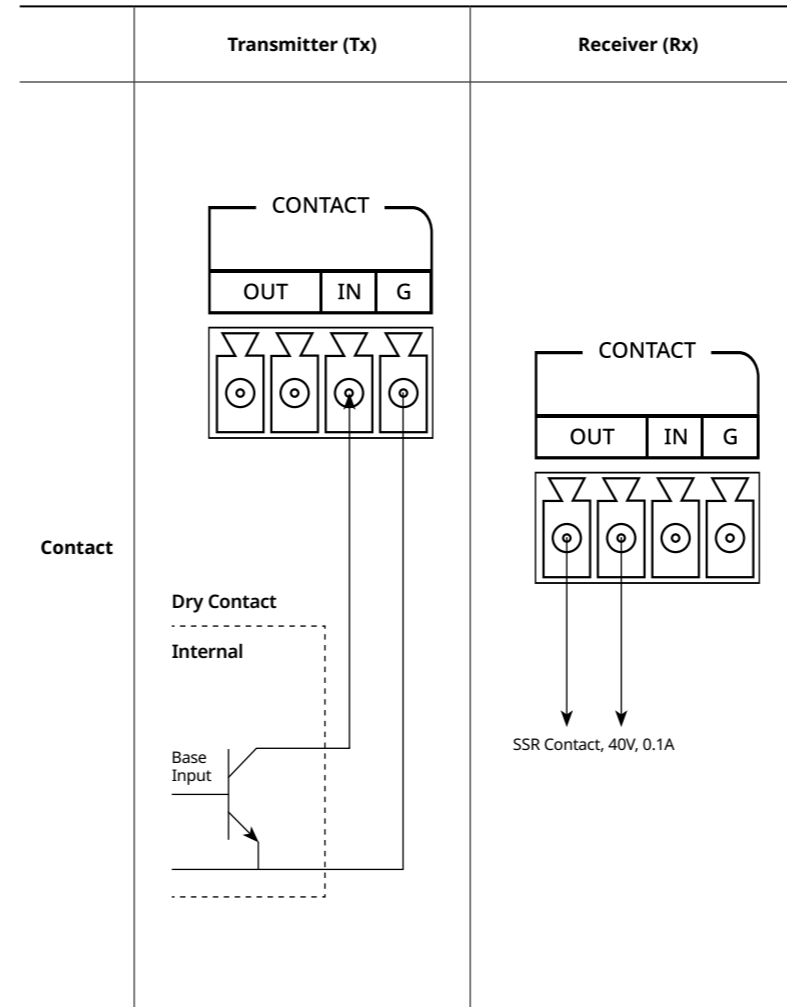 Transmitter (Tx)
Receiver (Rx)
Contact
CONTACT
OUT IN G
Dry Contact
Internal
Base
Input
CONTACT
OUT IN G
SSR Contact, 40V, 0.1A